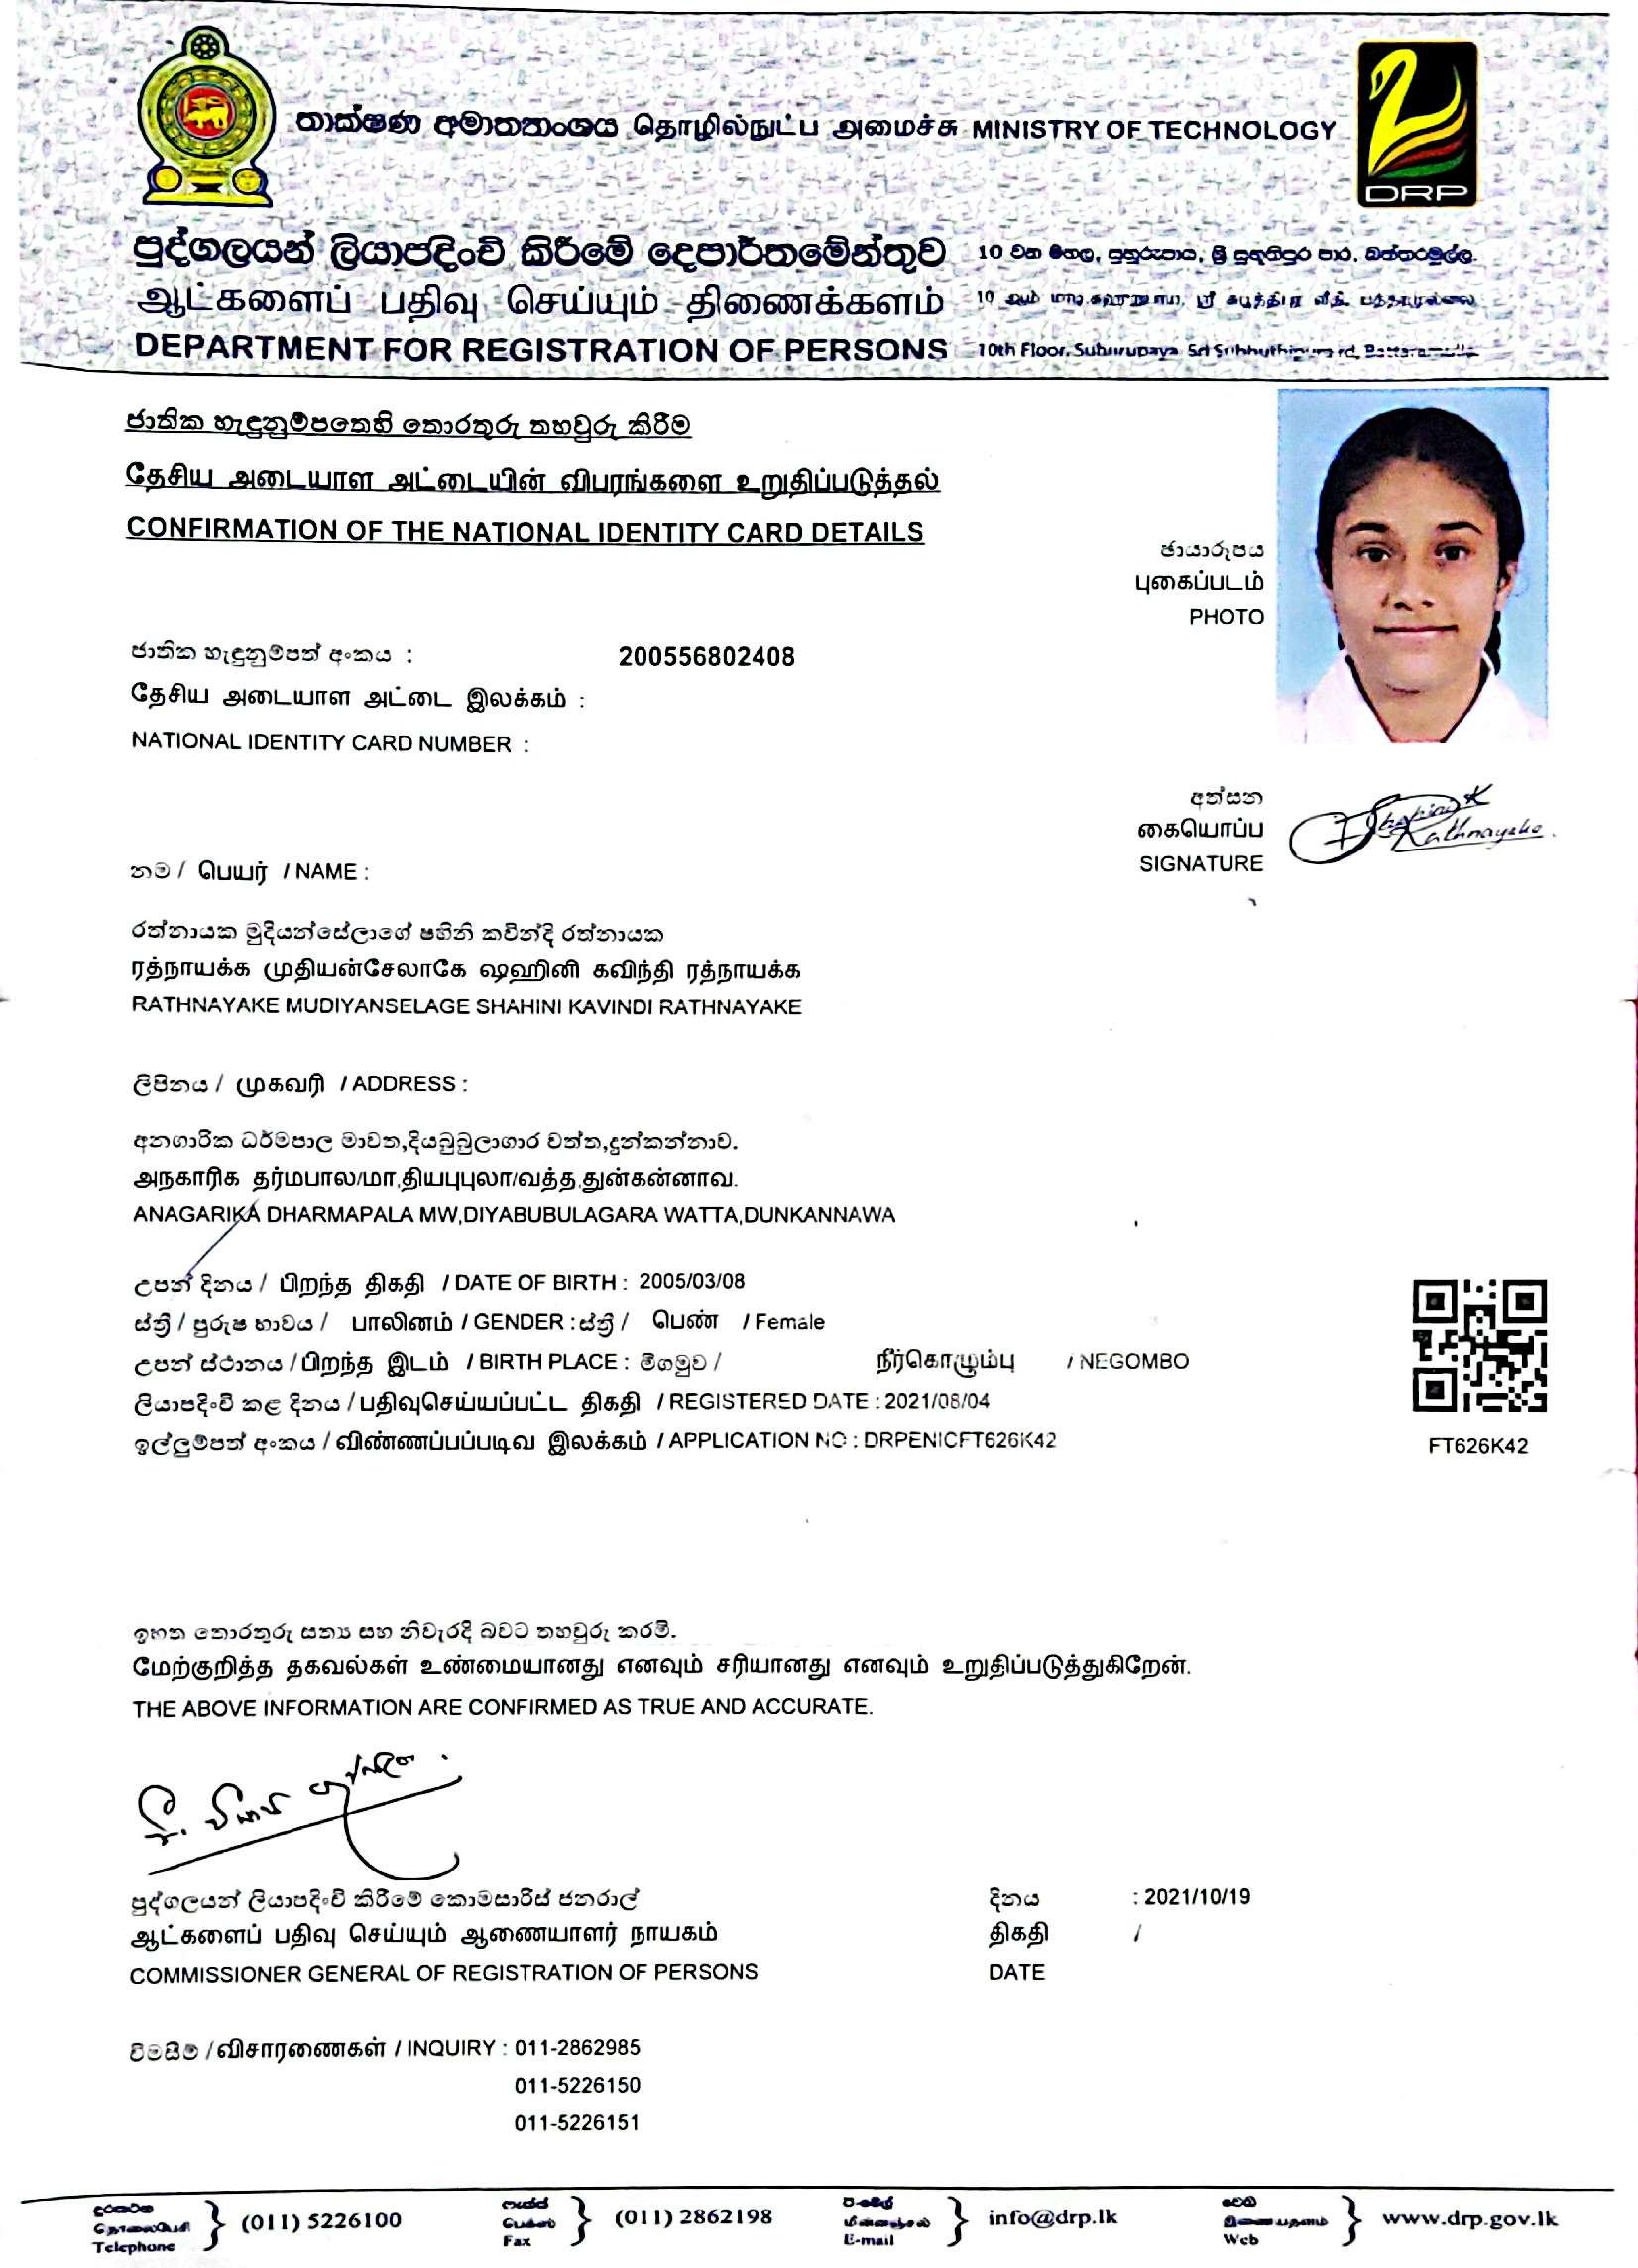 තාක්ෂණ අමාත්‍යාංශය தொழில்நுட்ப அமைச்சு MINISTRY OF TECHNOLOGY
DRP
පුද්ගලයන් ලියාපදිංචි කිරීමේ දෙපාර්තමේන්තුව
ஆட்களைப் பதிவு செய்யும் திணைக்களம்
DEPARTMENT FOR REGISTRATION OF PERSONS
10 වන මහල, සුහුරුපාය, ශ්‍රී සුභූතිපුර පාර, බත්තරමුල්ල.
10th Floor, Suhurupaya
ජාතික හැඳුනුම්පතෙහි තොරතුරු තහවුරු කිරීම
தேசிய அடையாள அட்டையின் விபரங்களை உறுதிப்படுத்தல்
CONFIRMATION OF THE NATIONAL IDENTITY CARD DETAILS
ඡායාරූපය
புகைப்படம்
PHOTO
ජාතික හැඳුනුම්පත් අංකය : 200556802408
தேசிய அடையாள அட்டை இலக்கம் :
NATIONAL IDENTITY CARD NUMBER :
අත්සන
கையொப்ப
SIGNATURE
Shahini K
Rathnayake.
නම / பெயர் / NAME :
රත්නායක මුදියන්සේලාගේ ෂහිනි කවින්දි රත්නායක
ரத்நாயக்க முதியன்சேலாகே ஷஹினி கவிந்தி ரத்நாயக்க
RATHNAYAKE MUDIYANSELAGE SHAHINI KAVINDI RATHNAYAKE
ලිපිනය / முகவரி / ADDRESS :
අනගාරික ධර්මපාල මාවත,දියබුබුලාගාර වත්ත,දුන්කන්නාව.
அநகாரிக தர்மபால/மா,தியபுபுலா/வத்த,துன்கன்னாவ.
ANAGARIKA DHARMAPALA MW,DIYABUBULAGARA WATTA,DUNKANNAWA
උපන් දිනය / பிறந்த திகதி / DATE OF BIRTH : 2005/03/08
ස්ත්‍රී / පුරුෂ භාවය / பாலினம் / GENDER : ස්ත්‍රී / பெண் / Female
උපන් ස්ථානය / பிறந்த இடம் / BIRTH PLACE : මීගමුව / நீர்கொழும்பு / NEGOMBO
ලියාපදිංචි කළ දිනය / பதிவுசெய்யப்பட்ட திகதி / REGISTERED DATE : 2021/08/04
ඉල්ලුම්පත් අංකය / விண்ணப்பப்படிவ இலக்கம் / APPLICATION NO : DRPENICFT626K42
FT626K42
ඉහත තොරතුරු සත්‍ය සහ නිවැරදි බවට තහවුරු කරමි.
மேற்குறித்த தகவல்கள் உண்மையானது எனவும் சரியானது எனவும் உறுதிப்படுத்துகிறேன்.
THE ABOVE INFORMATION ARE CONFIRMED AS TRUE AND ACCURATE.
පුද්ගලයන් ලියාපදිංචි කිරීමේ කොමසාරිස් ජනරාල්
ஆட்களைப் பதிவு செய்யும் ஆணையாளர் நாயகம்
COMMISSIONER GENERAL OF REGISTRATION OF PERSONS
දිනය : 2021/10/19
திகதி
DATE
විමසීම් / விசாரணைகள் / INQUIRY : 011-2862985
011-5226150
011-5226151
දුරකථන
தொலைபேசி
Telephone
(011) 5226100
ෆැක්ස්
பெக்ஸ்
Fax
(011) 2862198
ඊ-මේල්
மின்னஞ்சல்
E-mail
info@drp.lk
වෙබ්
இணையதளம்
Web
www.drp.gov.lk